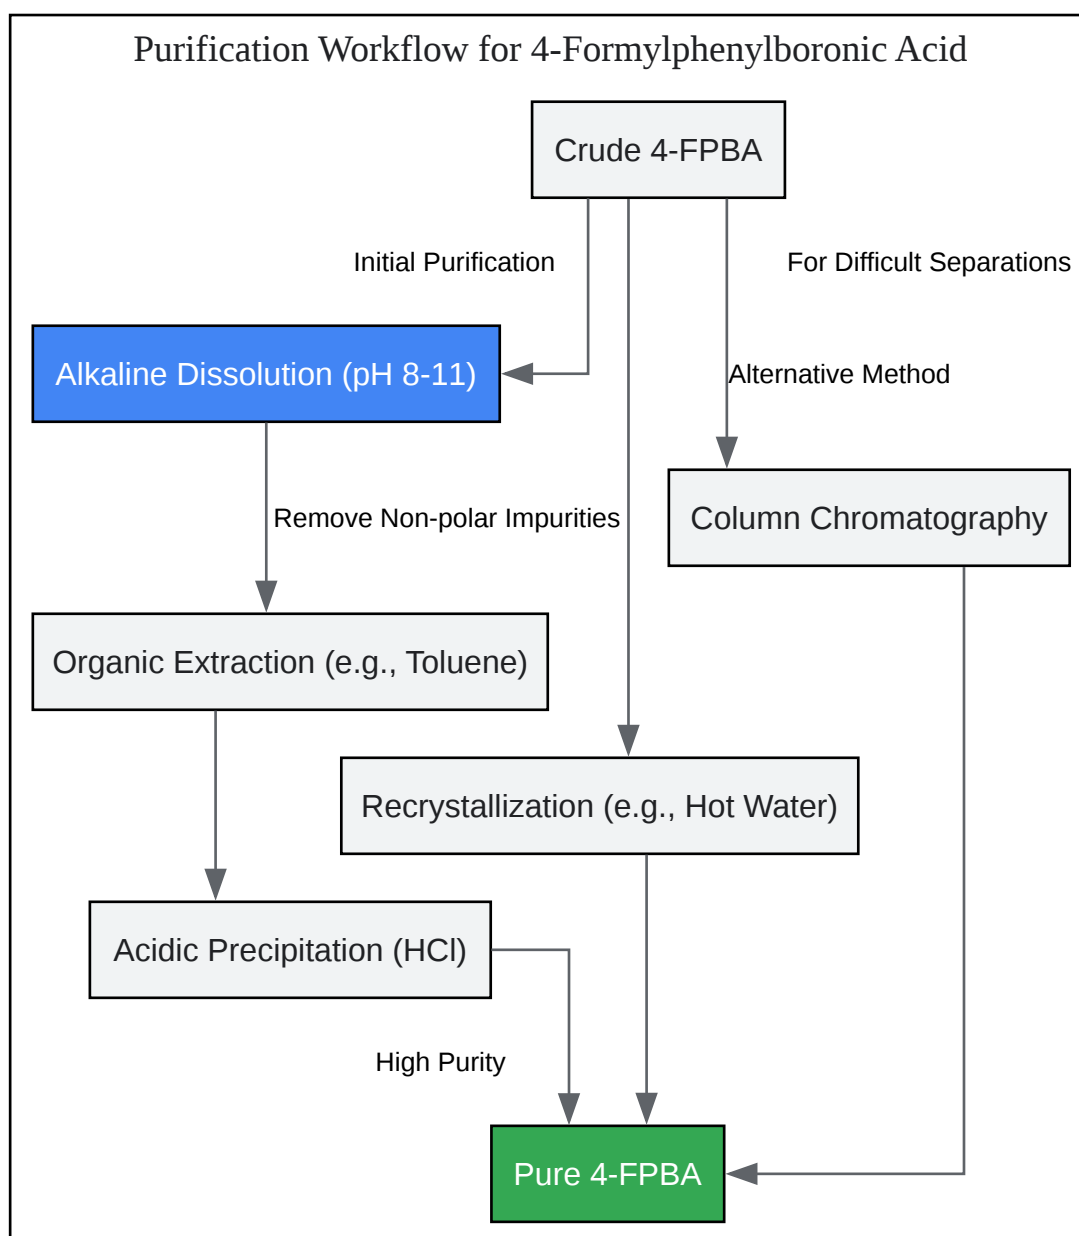 Purification Workflow for 4-Formylphenylboronic Acid
Crude 4-FPBA
Initial Purification
For Difficult Separations
Alkaline Dissolution (pH 8-11)
Alternative Method
Remove Non-polar Impurities
Column Chromatography
Organic Extraction (e.g., Toluene)
Recrystallization (e.g., Hot Water)
Acidic Precipitation (HCl)
High Purity
Pure 4-FPBA